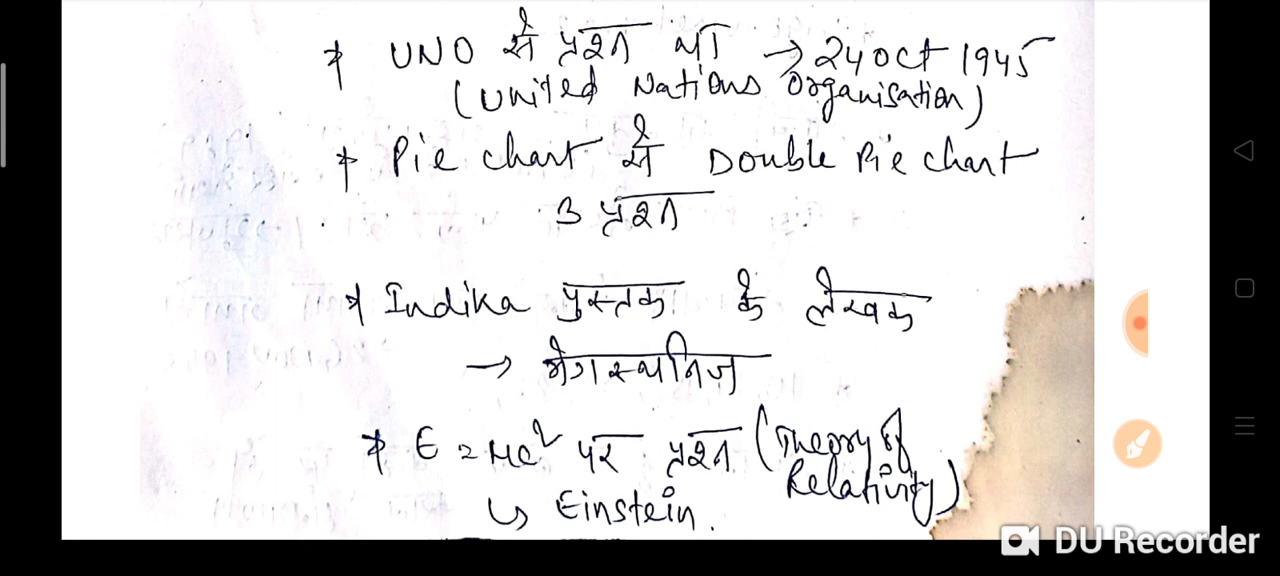 * UNO से प्रश्न था → 24 oct 1945
(United Nations Organisation)
* Pie chart से Double Pie chart
3 प्रश्न
* Indika पुस्तक के लेखक
→ मेगस्थनिज
* E = Mc² पर प्रश्न (Theory of Relativity)
↳ Einstein.
DU Recorder